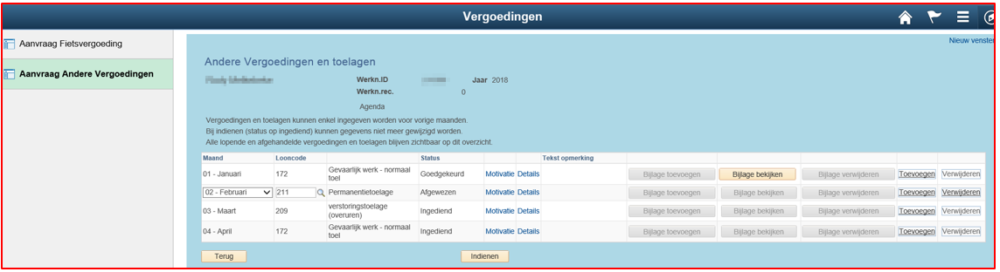 Vergoedingen
Aanvraag Fietsvergoeding
Aanvraag Andere Vergoedingen
Nieuw venster
Andere Vergoedingen en toelagen
Werkn.ID Jaar 2018
Werkn.rec. 0
Agenda
Vergoedingen en toelagen kunnen enkel ingegeven worden voor vorige maanden.
Bij indienen (status op ingediend) kunnen gegevens niet meer gewijzigd worden.
Alle lopende en afgehandelde vergoedingen en toelagen blijven zichtbaar op dit overzicht.
Maand Looncode Status Tekst opmerking
01 - Januari 172 Gevaarlijk werk - normaal toel Goedgekeurd Motivatie Details Bijlage toevoegen Bijlage bekijken Bijlage verwijderen Toevoegen Verwijderen
02 - Februari 211 Permanentietoelage Afgewezen Motivatie Details Bijlage toevoegen Bijlage bekijken Bijlage verwijderen Toevoegen Verwijderen
03 - Maart 209 verstoringstoelage (overuren) Ingediend Motivatie Details Bijlage toevoegen Bijlage bekijken Bijlage verwijderen Toevoegen Verwijderen
04 - April 172 Gevaarlijk werk - normaal toel Ingediend Motivatie Details Bijlage toevoegen Bijlage bekijken Bijlage verwijderen Toevoegen Verwijderen
Terug Indienen